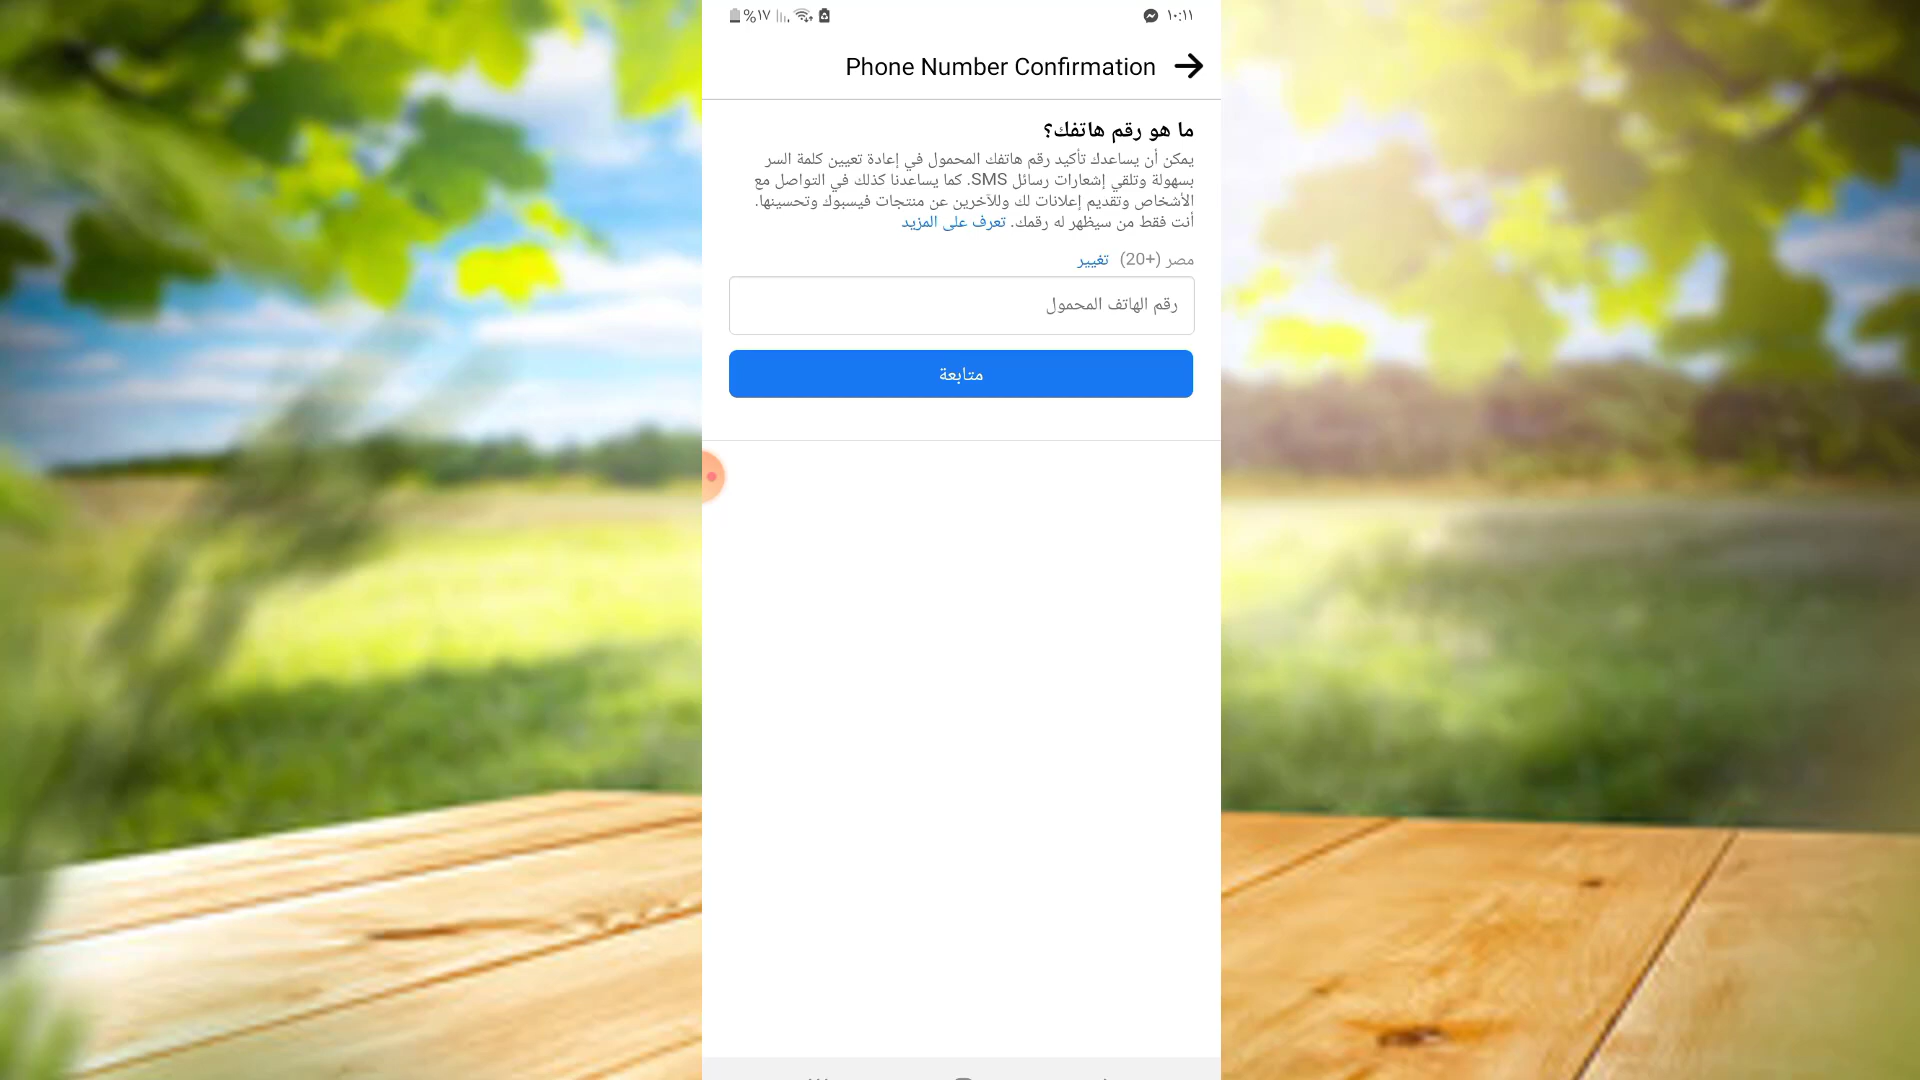 ١٠:١١
%١٧
Phone Number Confirmation
ما هو رقم هاتفك؟
يمكن أن يساعدك تأكيد رقم هاتفك المحمول في إعادة تعيين كلمة السر
بسهولة وتلقي إشعارات رسائل SMS. كما يساعدنا كذلك في التواصل مع
الأشخاص وتقديم إعلانات لك وللآخرين عن منتجات فيسبوك وتحسينها.
أنت فقط من سيظهر له رقمك. تعرف على المزيد
مصر (+20) تغيير
رقم الهاتف المحمول
متابعة